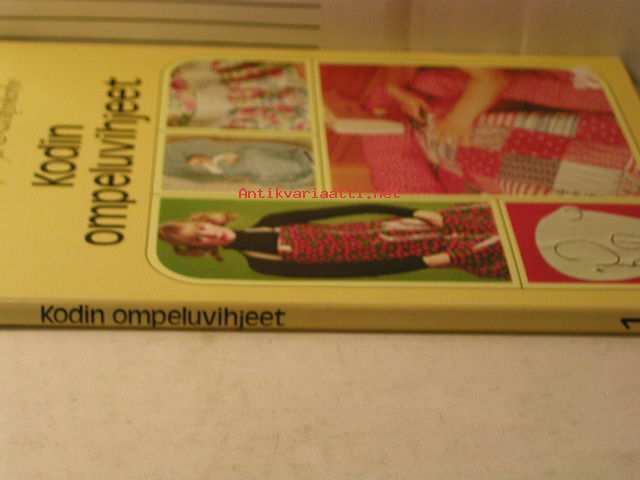 Kodin
ompeluvihjeet
Antikvariaatti.net
Kodin ompeluvihjeet
1